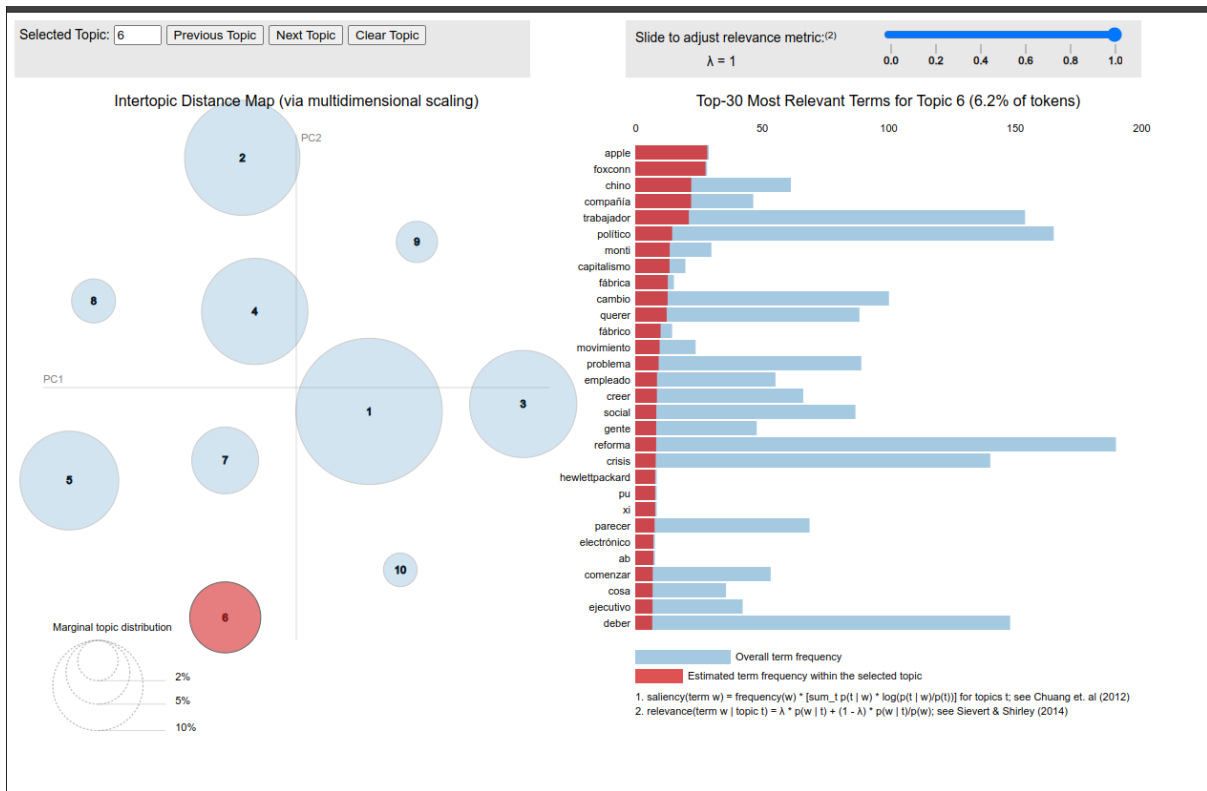 Selected Topic: 6 Previous Topic Next Topic Clear Topic
Slide to adjust relevance metric:(2)
λ = 1
0.0 0.2 0.4 0.6 0.8 1.0
Intertopic Distance Map (via multidimensional scaling)
PC2
PC1
2
9
8
4
1
3
7
5
10
6
Marginal topic distribution
2%
5%
10%
Top-30 Most Relevant Terms for Topic 6 (6.2% of tokens)
0 50 100 150 200
apple
foxconn
chino
compañía
trabajador
político
monti
capitalismo
fábrica
cambio
querer
fábrico
movimiento
problema
empleado
creer
social
gente
reforma
crisis
hewlettpackard
pu
xi
parecer
electrónico
ab
comenzar
cosa
ejecutivo
deber
Overall term frequency
Estimated term frequency within the selected topic
1. saliency(term w) = frequency(w) * [sum_t p(t | w) * log(p(t | w)/p(t))] for topics t; see Chuang et. al (2012)
2. relevance(term w | topic t) = λ * p(w | t) + (1 - λ) * p(w | t)/p(w); see Sievert & Shirley (2014)